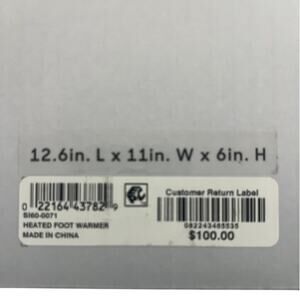 12.6in. L x 11in. W x 6in. H
Customer Return Label
0 22164 43782 9
SI60-0071
HEATED FOOT WARMER
MADE IN CHINA
082243485535
$100.00